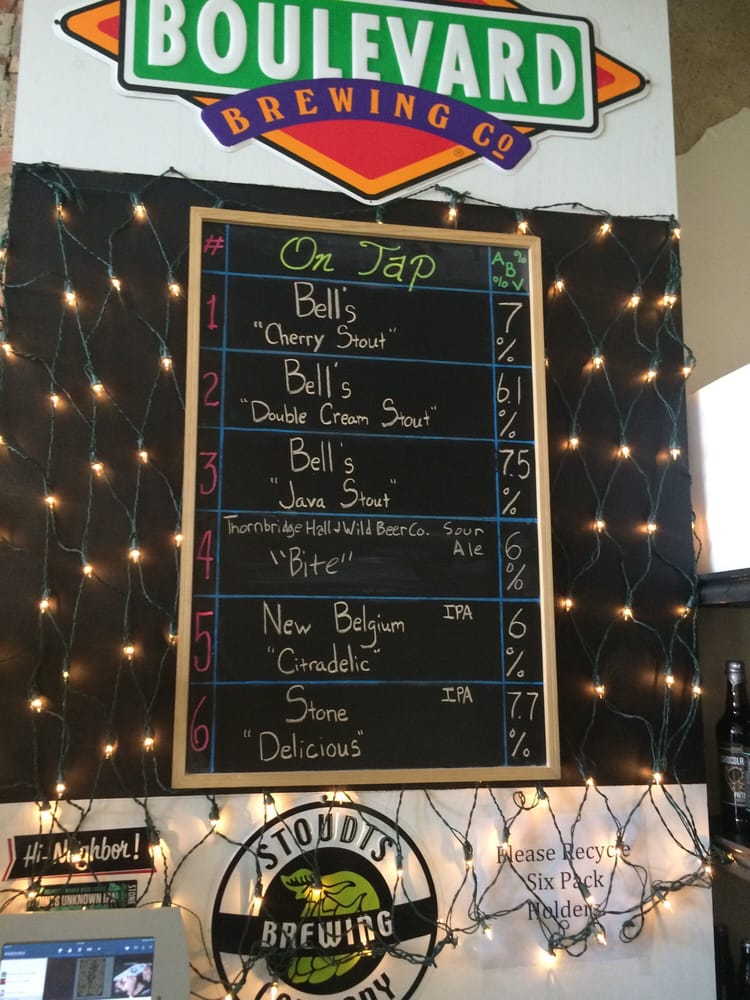 BOULEVARD
BREWING CO
®
# On Tap A%B%V
1 Bell's 7
"Cherry Stout" %
2 Bell's 6.1
"Double Cream Stout" %
3 Bell's 7.5
"Java Stout" %
Thornbridge Hall & Wild Beer Co. Sour
4 "Bite" Ale 6
%
5 New Belgium IPA 6
"Citradelic" %
6 Stone IPA 7.7
"Delicious" %
Hi-Neighbor!
STOUDTS
BREWING
Please Recycle
Six Pack
Holders
UNKNOWN
STONE